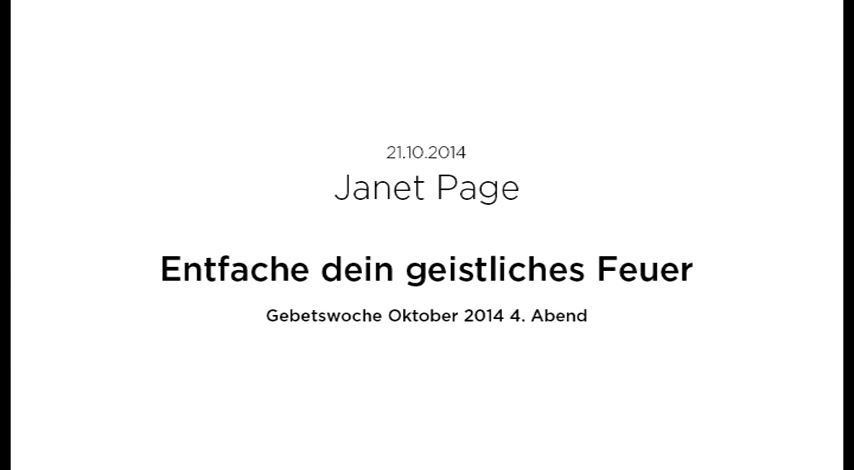 21.10.2014
Janet Page
Entfache dein geistliches Feuer
Gebetswoche Oktober 2014 4. Abend